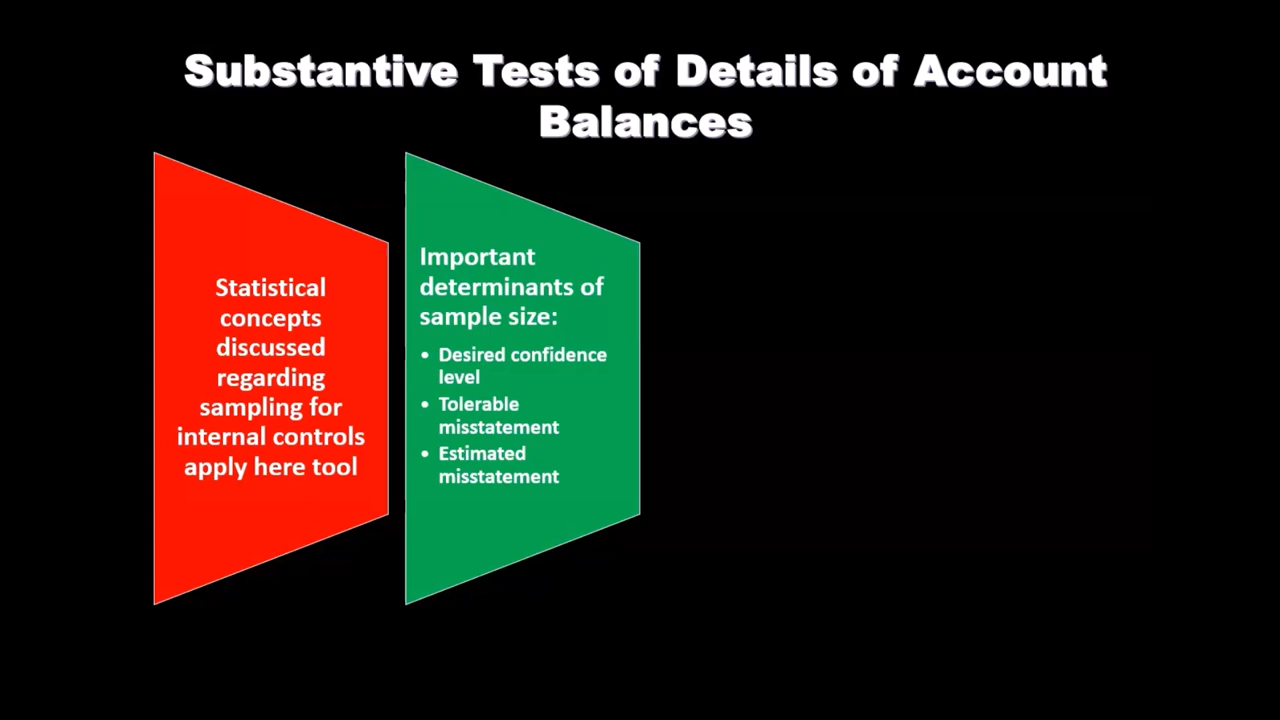 Substantive Tests of Details of Account
Balances
Statistical
concepts
discussed
regarding
sampling for
internal controls
apply here tool
Important
determinants of
sample size:
• Desired confidence
level
• Tolerable
misstatement
• Estimated
misstatement